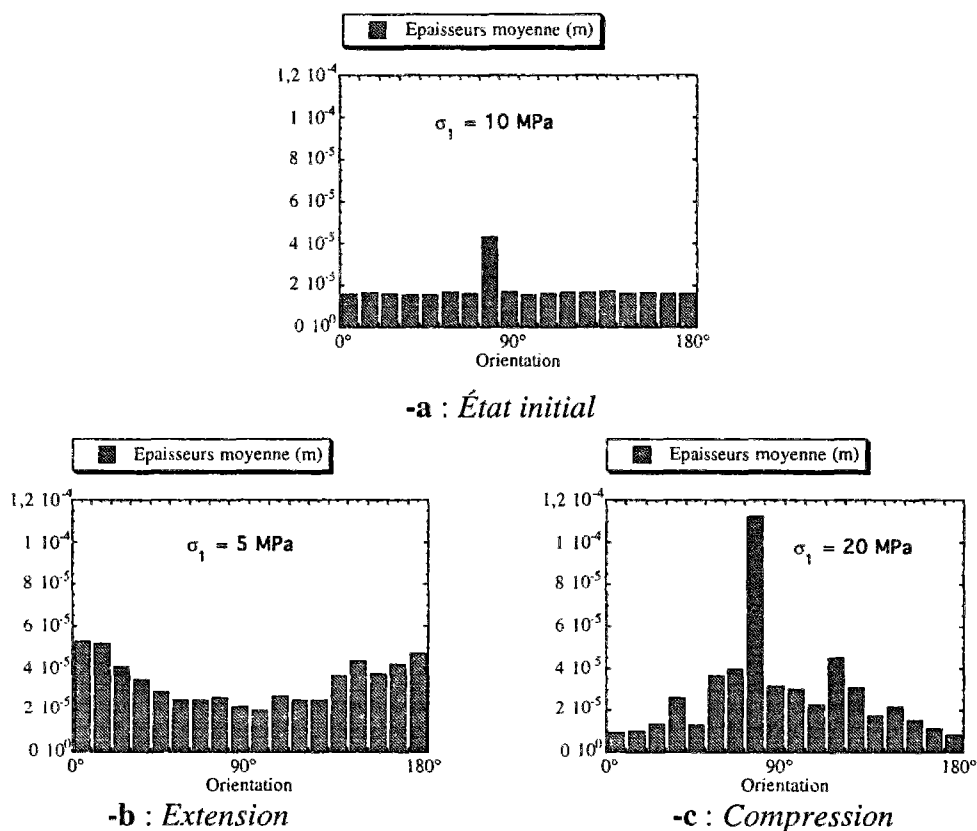 Epaisseurs moyenne (m)
1,2 10-4
1 10-4
8 10-5
6 10-5
4 10-5
2 10-5
0 100
σ1 = 10 MPa
0° 90° 180°
Orientation
-a : État initial
Epaisseurs moyenne (m)
1,2 10-4
1 10-4
8 10-5
6 10-5
4 10-5
2 10-5
0 100
σ1 = 5 MPa
0° 90° 180°
Orientation
-b : Extension
Epaisseurs moyenne (m)
1,2 10-4
1 10-4
8 10-5
6 10-5
4 10-5
2 10-5
0 100
σ1 = 20 MPa
0° 90° 180°
Orientation
-c : Compression